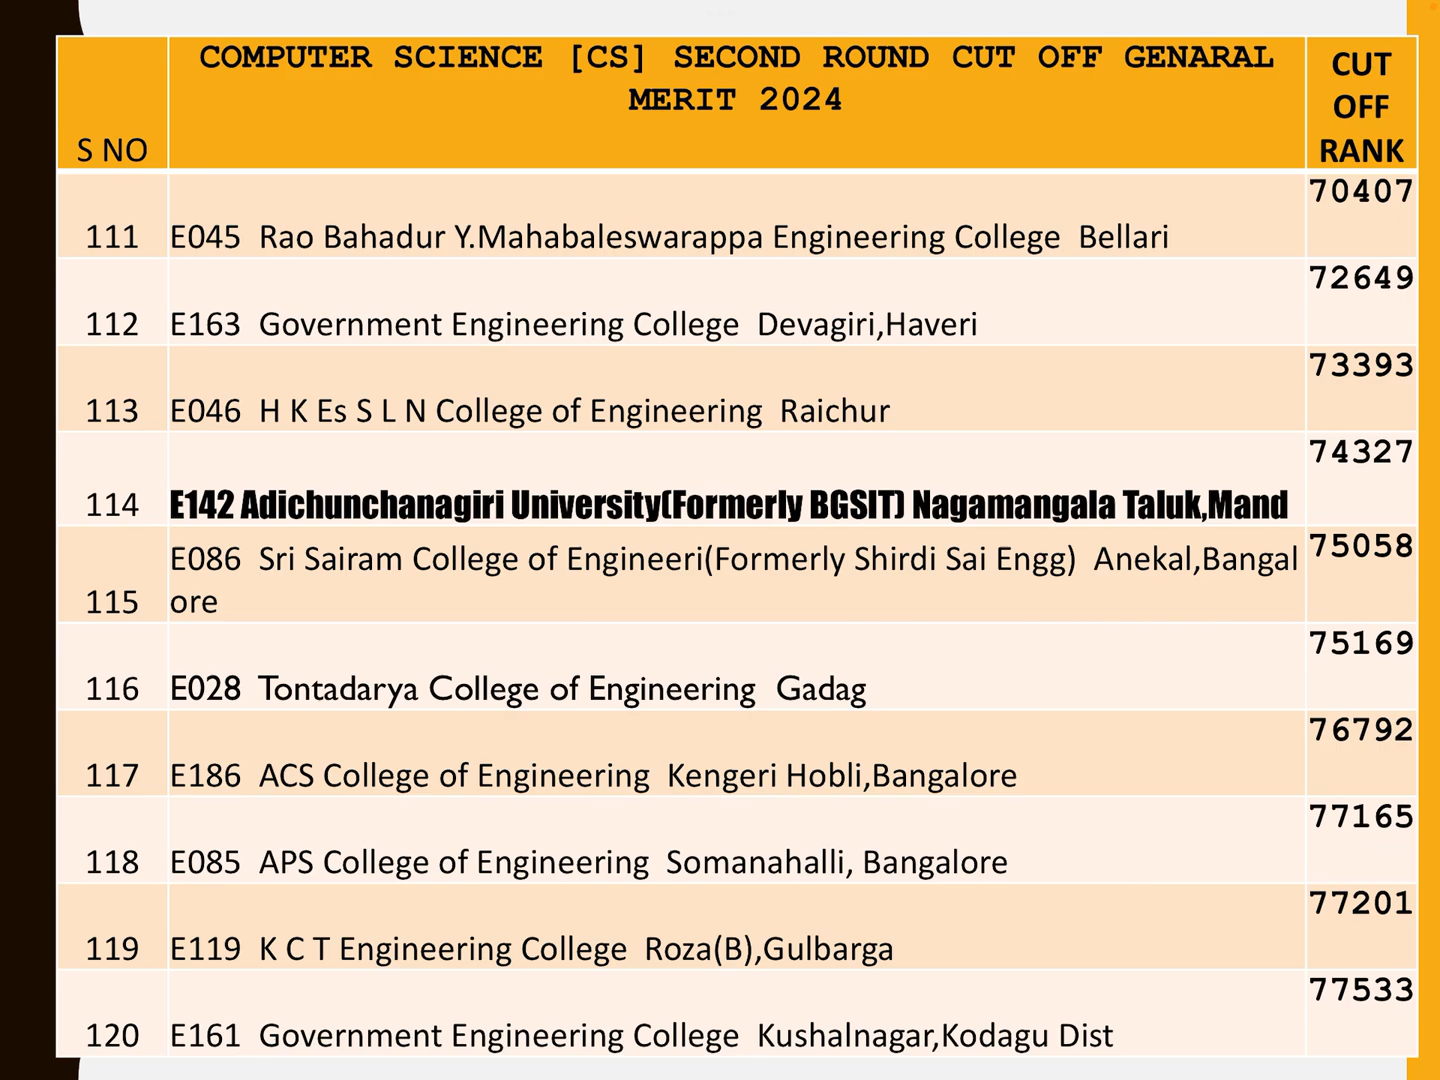 COMPUTER SCIENCE [CS] SECOND ROUND CUT OFF GENARAL
MERIT 2024
S NO
CUT
OFF
RANK
111 E045 Rao Bahadur Y.Mahabaleswarappa Engineering College Bellari 70407
112 E163 Government Engineering College Devagiri,Haveri 72649
113 E046 H K Es S L N College of Engineering Raichur 73393
114 E142 Adichunchanagiri University(Formerly BGSIT) Nagamangala Taluk,Mand 74327
E086 Sri Sairam College of Engineeri(Formerly Shirdi Sai Engg) Anekal,Bangal 75058
115 ore
116 E028 Tontadarya College of Engineering Gadag 75169
117 E186 ACS College of Engineering Kengeri Hobli,Bangalore 76792
118 E085 APS College of Engineering Somanahalli, Bangalore 77165
119 E119 K C T Engineering College Roza(B),Gulbarga 77201
120 E161 Government Engineering College Kushalnagar,Kodagu Dist 77533